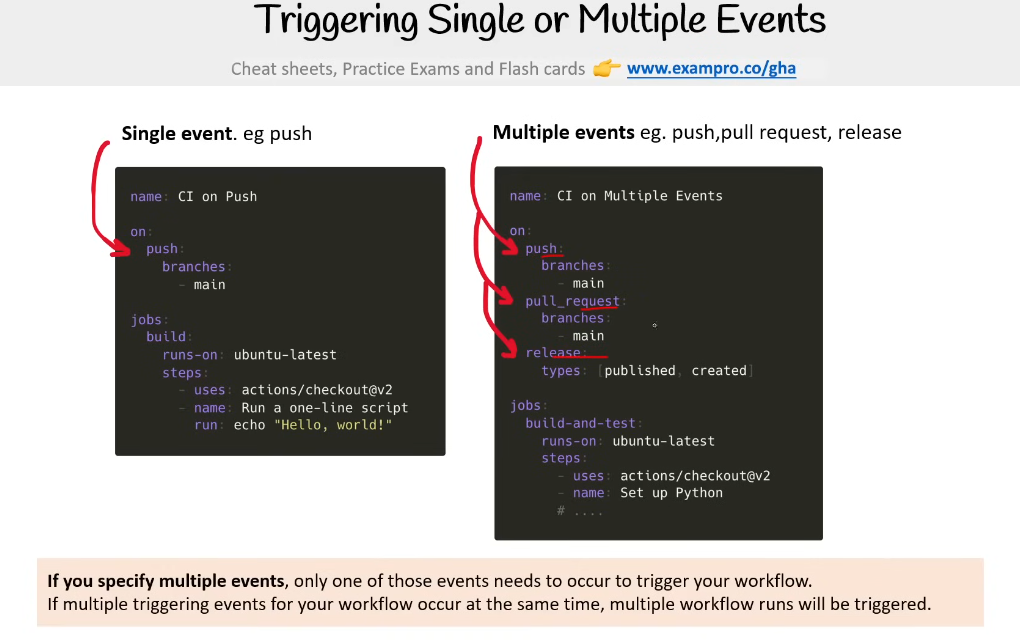 Triggering Single or Multiple Events
Cheat sheets, Practice Exams and Flash cards 👉 www.exampro.co/gha
Single event. eg push
name: CI on Push
on:
  push:
    branches:
      - main
jobs:
  build:
    runs-on: ubuntu-latest
    steps:
      - uses: actions/checkout@v2
      - name: Run a one-line script
        run: echo "Hello, world!"
Multiple events eg. push,pull request, release
name: CI on Multiple Events
on:
  push:
    branches:
      - main
  pull_request:
    branches:
      - main
  release:
    types: [published, created]
jobs:
  build-and-test:
    runs-on: ubuntu-latest
    steps:
      - uses: actions/checkout@v2
      - name: Set up Python
      # ....
If you specify multiple events, only one of those events needs to occur to trigger your workflow.
If multiple triggering events for your workflow occur at the same time, multiple workflow runs will be triggered.